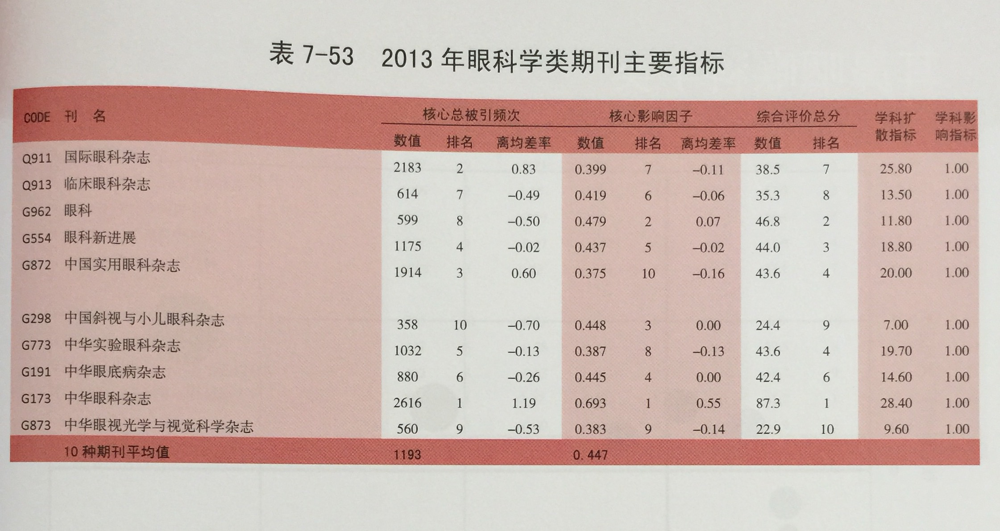 表 7-53 2013 年眼科学类期刊主要指标
CODE 刊 名 核心总被引频次 核心影响因子 综合评价总分 学科扩散指标 学科影响指标
数值 排名 离均差率 数值 排名 离均差率 数值 排名
Q911 国际眼科杂志 2183 2 0.83 0.399 7 –0.11 38.5 7 25.80 1.00
Q913 临床眼科杂志 614 7 –0.49 0.419 6 –0.06 35.3 8 13.50 1.00
G962 眼科 599 8 –0.50 0.479 2 0.07 46.8 2 11.80 1.00
G554 眼科新进展 1175 4 –0.02 0.437 5 –0.02 44.0 3 18.80 1.00
G872 中国实用眼科杂志 1914 3 0.60 0.375 10 –0.16 43.6 4 20.00 1.00
G298 中国斜视与小儿眼科杂志 358 10 –0.70 0.448 3 0.00 24.4 9 7.00 1.00
G773 中华实验眼科杂志 1032 5 –0.13 0.387 8 –0.13 43.6 4 19.70 1.00
G191 中华眼底病杂志 880 6 –0.26 0.445 4 0.00 42.4 6 14.60 1.00
G173 中华眼科杂志 2616 1 1.19 0.693 1 0.55 87.3 1 28.40 1.00
G873 中华眼视光学与视觉科学杂志 560 9 –0.53 0.383 9 –0.14 22.9 10 9.60 1.00
10 种期刊平均值 1193 0.447